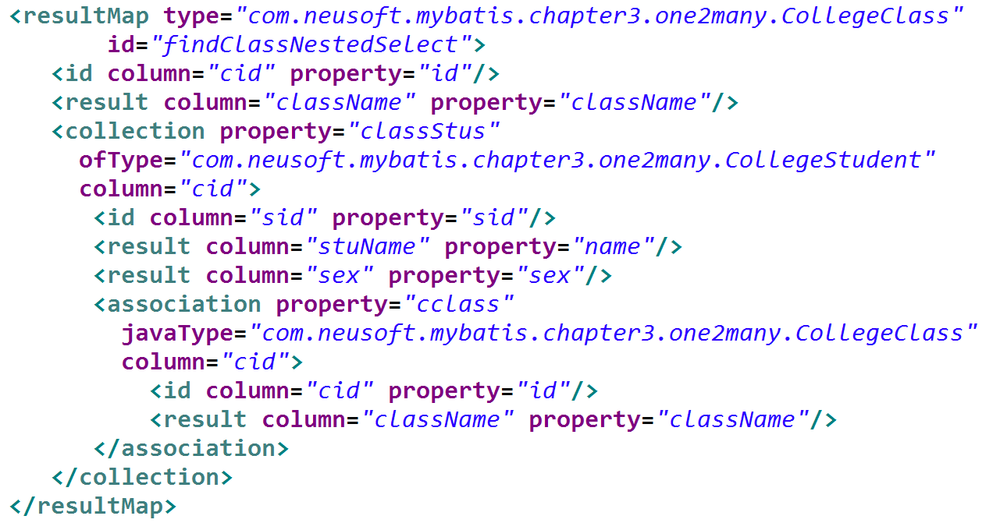 <resultMap type="com.neusoft.mybatis.chapter3.one2many.CollegeClass"
id="findClassNestedSelect">
<id column="cid" property="id"/>
<result column="className" property="className"/>
<collection property="classStus"
ofType="com.neusoft.mybatis.chapter3.one2many.CollegeStudent"
column="cid">
<id column="sid" property="sid"/>
<result column="stuName" property="name"/>
<result column="sex" property="sex"/>
<association property="cclass"
javaType="com.neusoft.mybatis.chapter3.one2many.CollegeClass"
column="cid">
<id column="cid" property="id"/>
<result column="className" property="className"/>
</association>
</collection>
</resultMap>